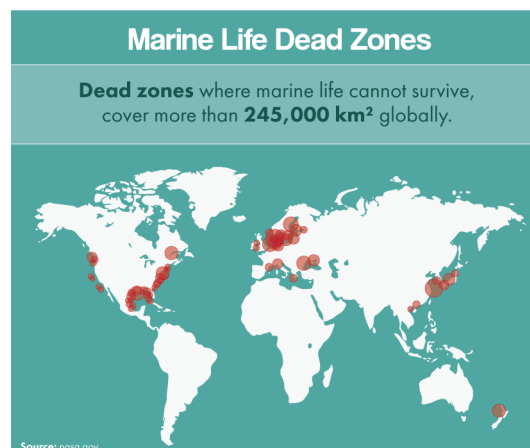 Marine Life Dead Zones
Dead zones where marine life cannot survive,
cover more than 245,000 km² globally.
Source: nasa.gov